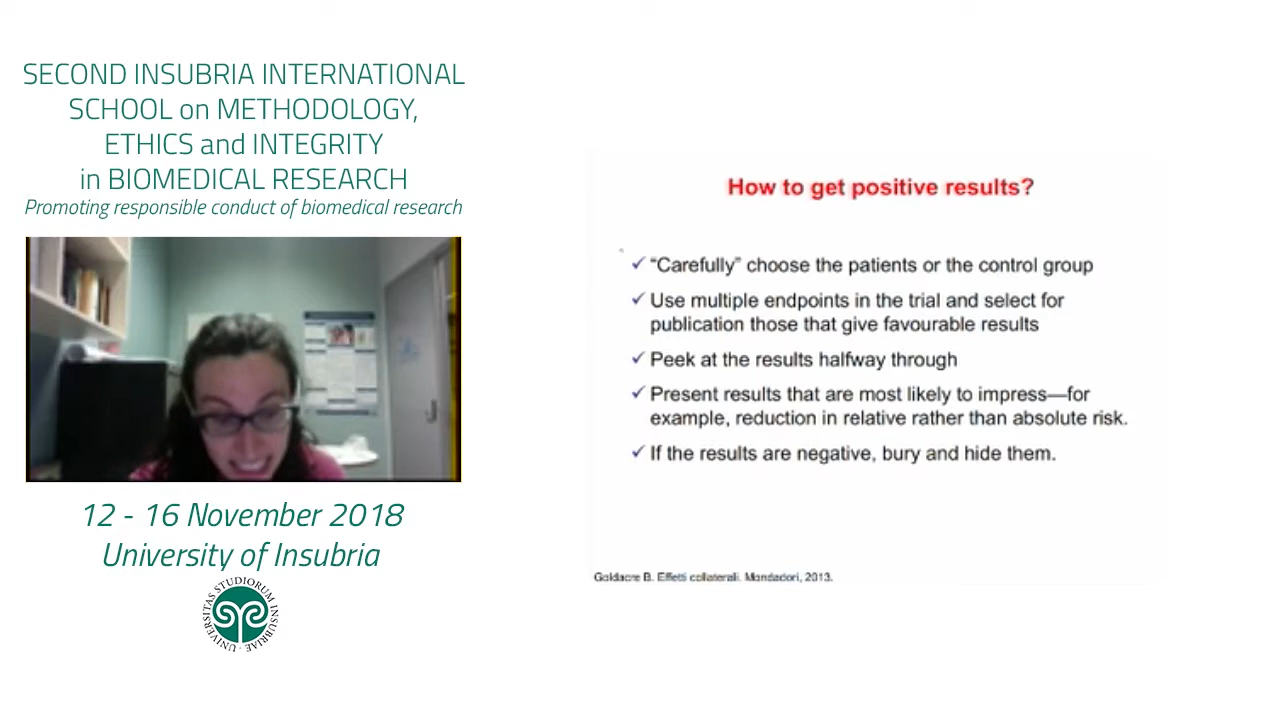 SECOND INSUBRIA INTERNATIONAL
SCHOOL on METHODOLOGY,
ETHICS and INTEGRITY
in BIOMEDICAL RESEARCH
Promoting responsible conduct of biomedical research
12 - 16 November 2018
University of Insubria
UNIVERSITAS STUDIORUM INSUBRIAE
How to get positive results?
✓ “Carefully” choose the patients or the control group
✓ Use multiple endpoints in the trial and select for
publication those that give favourable results
✓ Peek at the results halfway through
✓ Present results that are most likely to impress—for
example, reduction in relative rather than absolute risk.
✓ If the results are negative, bury and hide them.
Goldacre B. Effetti collaterali. Mondadori, 2013.